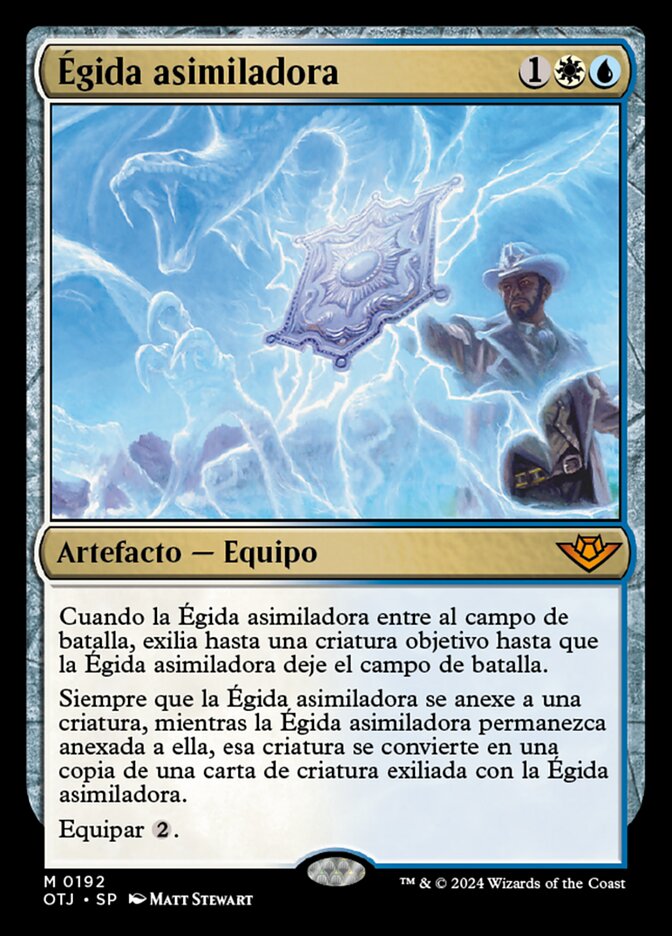 Égida asimiladora
1
Artefacto — Equipo
Cuando la Égida asimiladora entre al campo de
batalla, exilia hasta una criatura objetivo hasta que
la Égida asimiladora deje el campo de batalla.
Siempre que la Égida asimiladora se anexe a una
criatura, mientras la Égida asimiladora permanezca
anexada a ella, esa criatura se convierte en una
copia de una carta de criatura exiliada con la Égida
asimiladora.
Equipar 2.
M 0192
OTJ • SP Matt Stewart
™ & © 2024 Wizards of the Coast